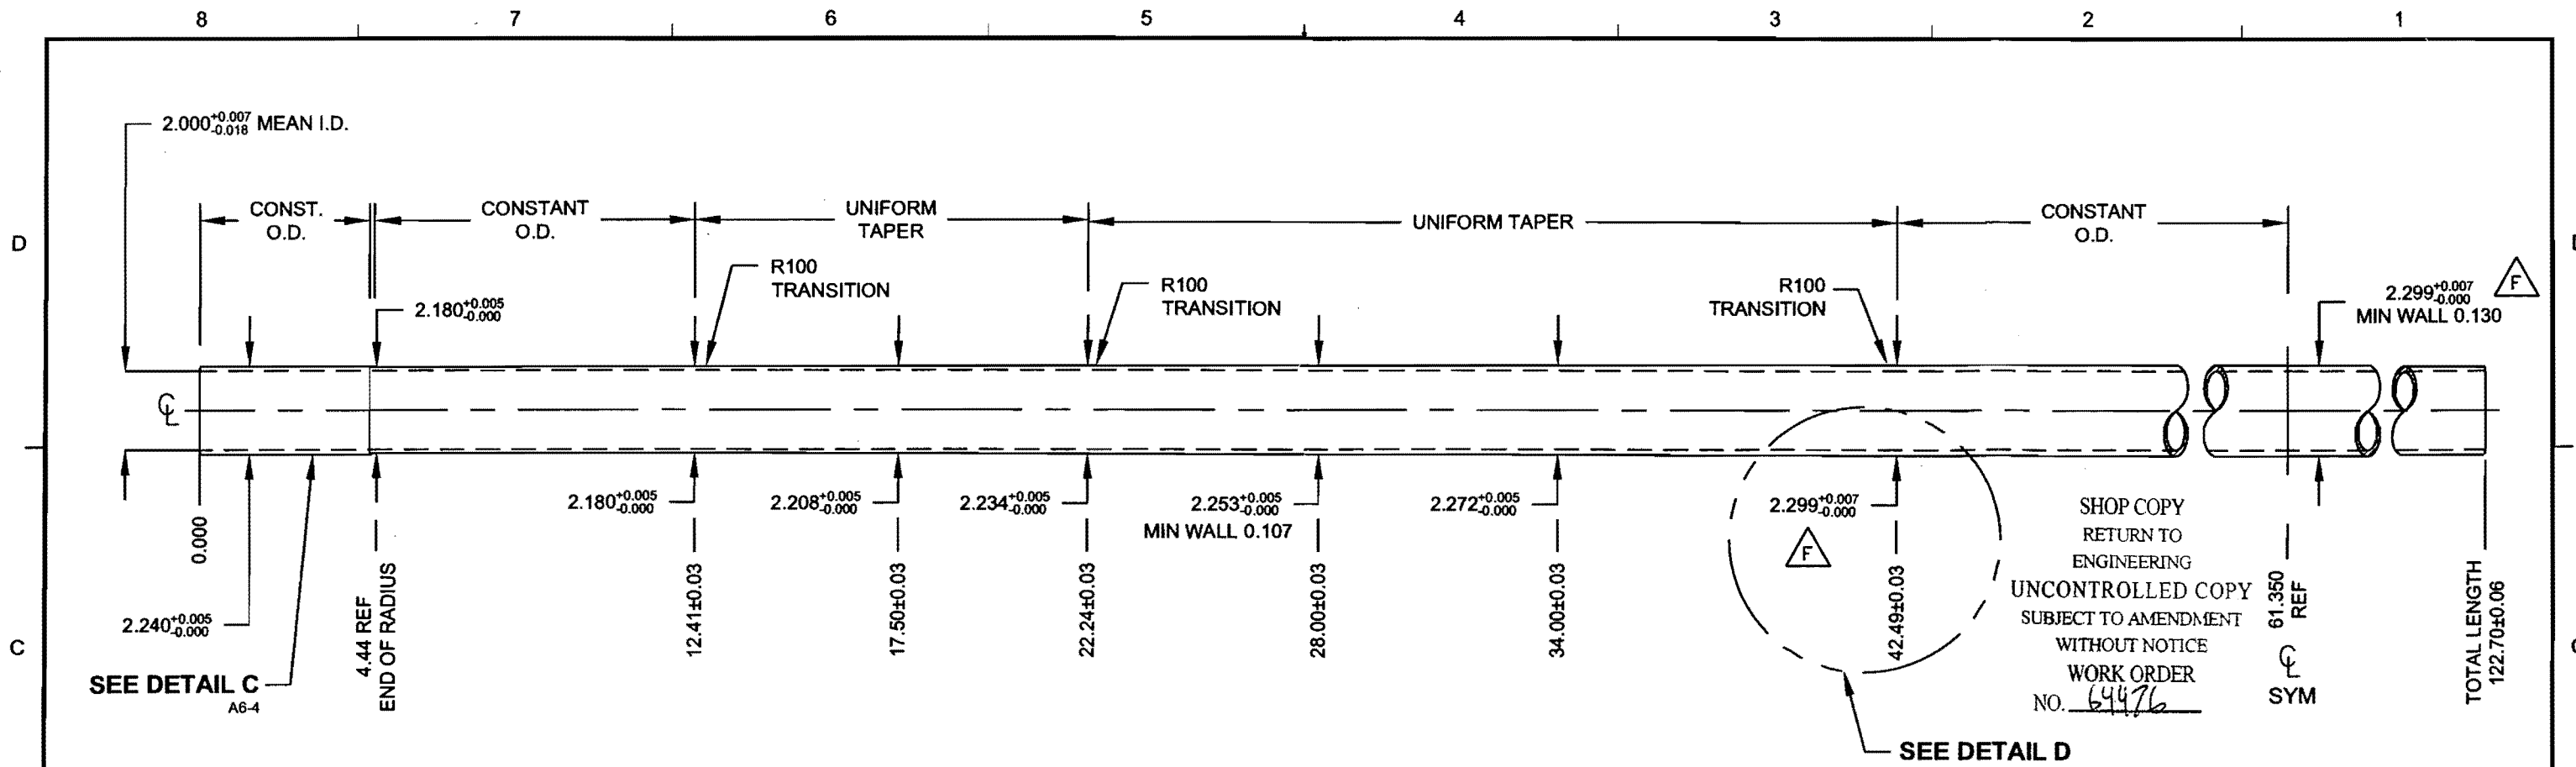 8 7 6 5 4 3 2 1
2.000+0.007 -0.018 MEAN I.D.
CONST.
O.D.
CONSTANT
O.D.
UNIFORM
TAPER
UNIFORM TAPER
CONSTANT
O.D.
D
R100
TRANSITION
R100
TRANSITION
R100
TRANSITION
2.180+0.005 -0.000
2.299+0.007 -0.000
MIN WALL 0.130
F
℄
2.180+0.005 -0.000
2.208+0.005 -0.000
2.234+0.005 -0.000
2.253+0.005 -0.000
MIN WALL 0.107
2.272+0.005 -0.000
2.299+0.007 -0.000
F
0.000
2.240+0.005 -0.000
4.44 REF
END OF RADIUS
12.41±0.03
17.50±0.03
22.24±0.03
28.00±0.03
34.00±0.03
42.49±0.03
SHOP COPY
RETURN TO
ENGINEERING
UNCONTROLLED COPY
SUBJECT TO AMENDMENT
WITHOUT NOTICE
WORK ORDER
NO. 64476
61.350
REF
℄
SYM
TOTAL LENGTH
122.70±0.06
C
SEE DETAIL C
A6-4
SEE DETAIL D